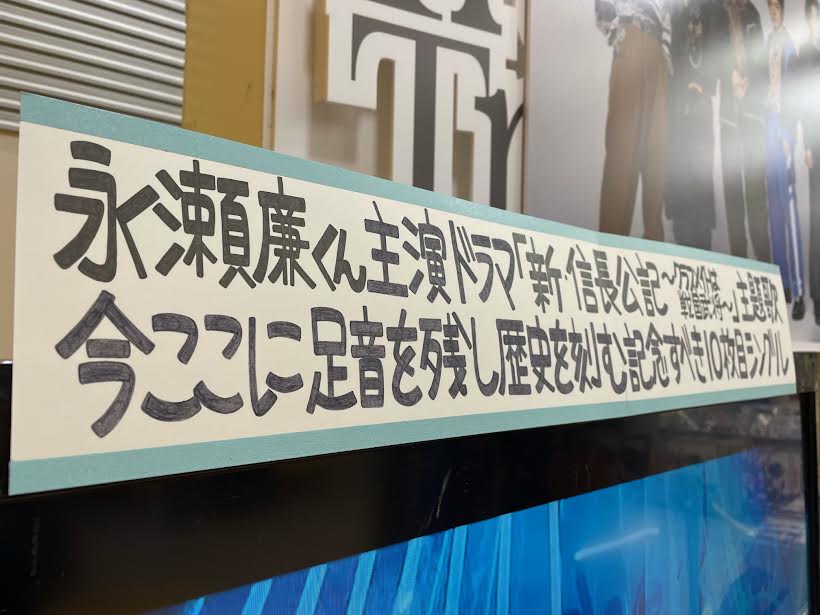 Tr
永瀬廉くん主演ドラマ「新・信長公記~クラスメイトは戦国武将~」主題歌
今ここに足音を残し歴史を刻む記念すべき10枚目シングル